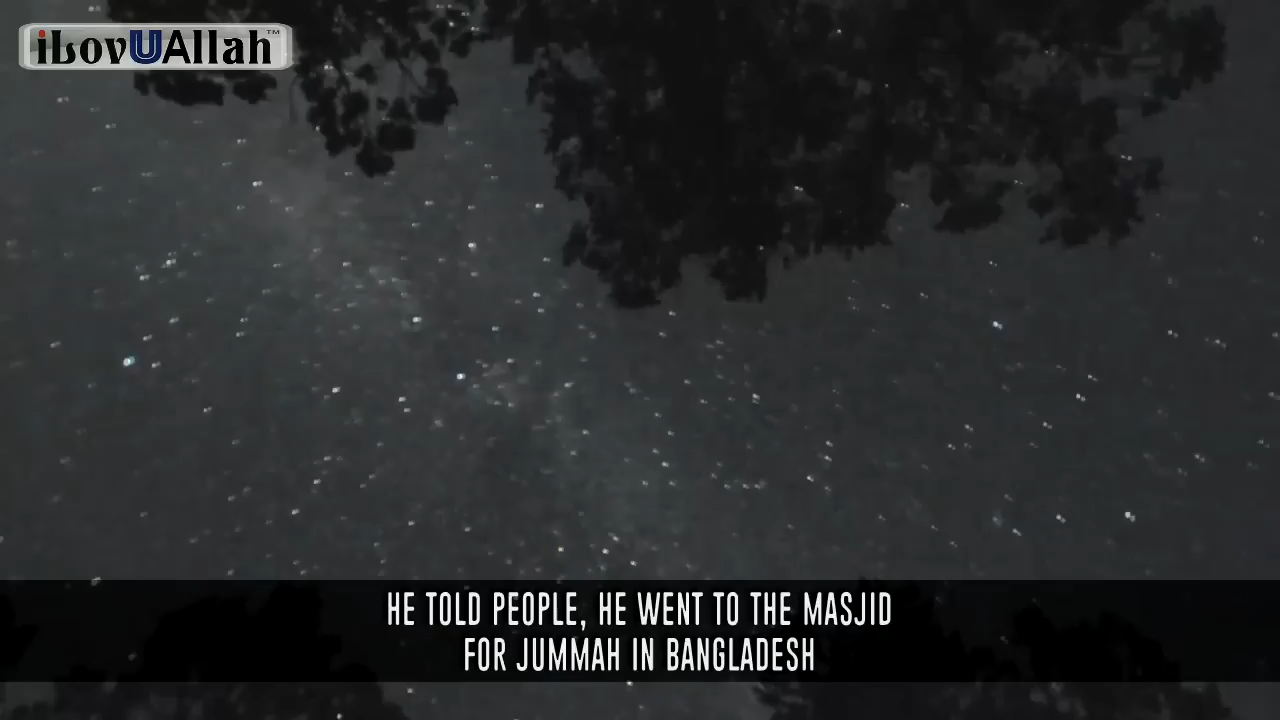 iLovUAllah™
HE TOLD PEOPLE, HE WENT TO THE MASJID
FOR JUMMAH IN BANGLADESH